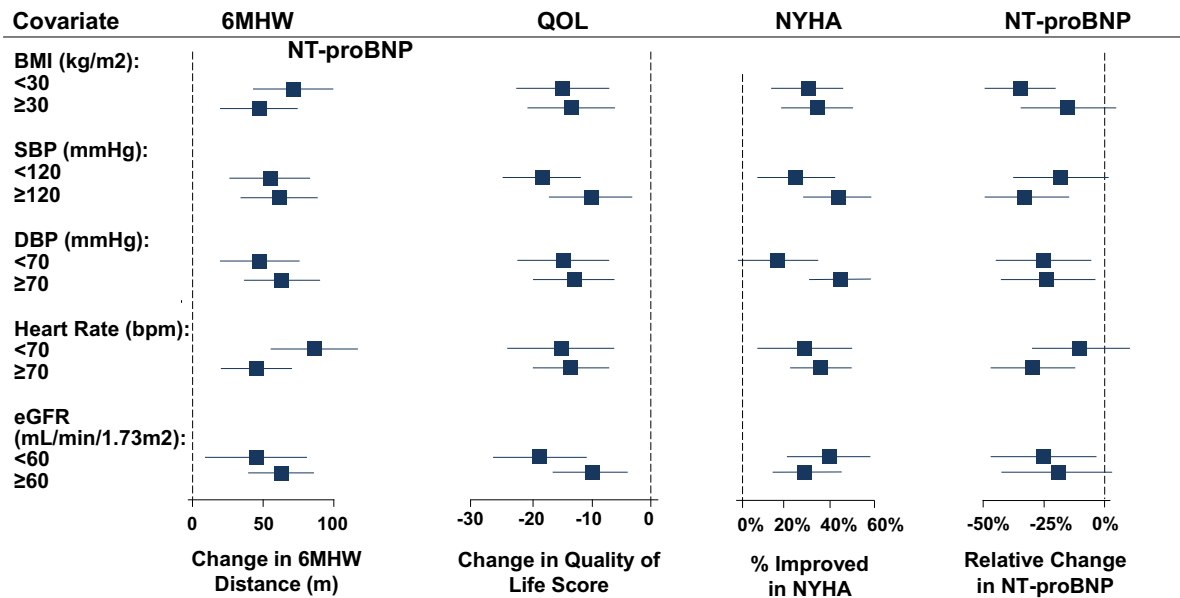 Covariate 6MHW QOL NYHA NT-proBNP
NT-proBNP
BMI (kg/m2):
<30
≥30
SBP (mmHg):
<120
≥120
DBP (mmHg):
<70
≥70
Heart Rate (bpm):
<70
≥70
eGFR
(mL/min/1.73m2):
<60
≥60
0 50 100
-30 -20 -10 0
0% 20% 40% 60%
-50% -25% 0%
Change in 6MHW
Distance (m)
Change in Quality of
Life Score
% Improved
in NYHA
Relative Change
in NT-proBNP